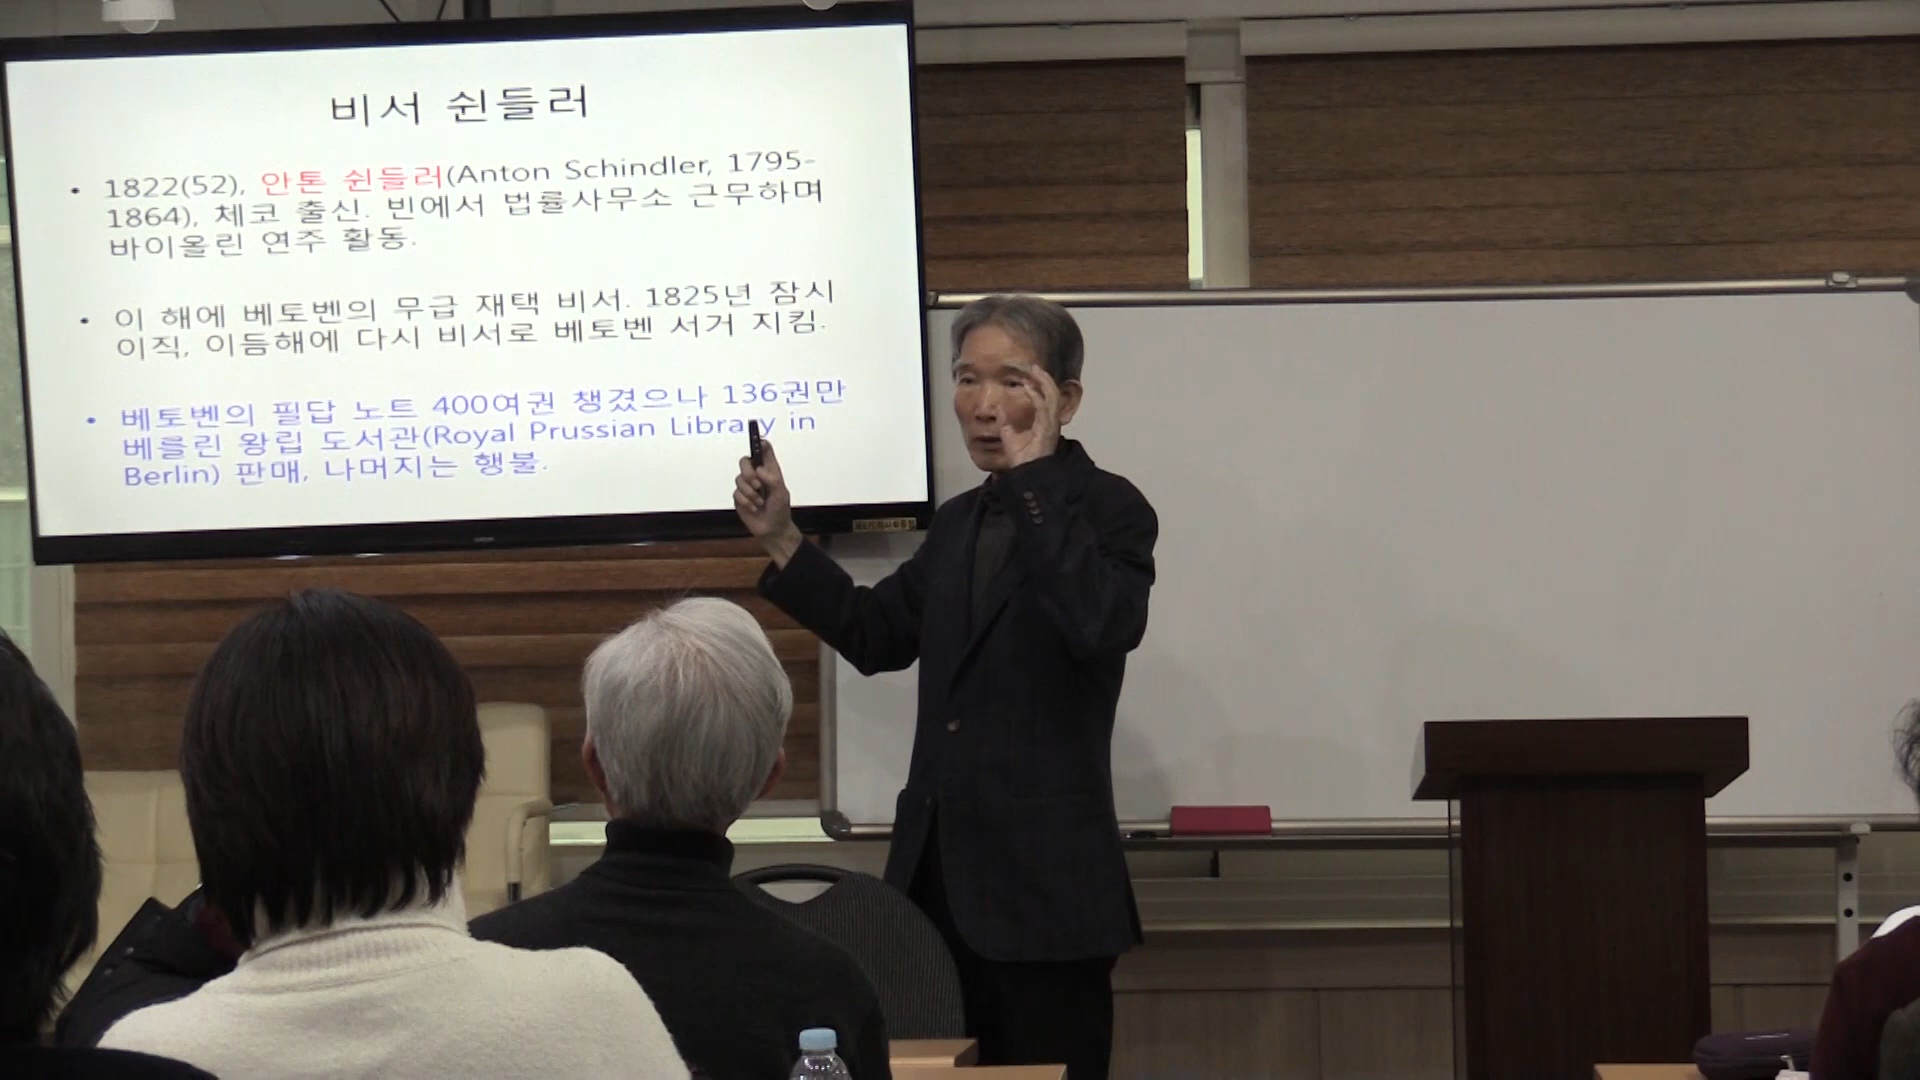 비서 쉰들러
• 1822(52), 안톤 쉰들러(Anton Schindler, 1795-
1864), 체코 출신. 빈에서 법률사무소 근무하며
바이올린 연주 활동.
• 이 해에 베토벤의 무급 재택 비서. 1825년 잠시
이직, 이듬해에 다시 비서로 베토벤 서거 지킴.
• 베토벤의 필답 노트 400여권 챙겼으나 136권만
베를린 왕립 도서관(Royal Prussian Library in
Berlin) 판매, 나머지는 행불.